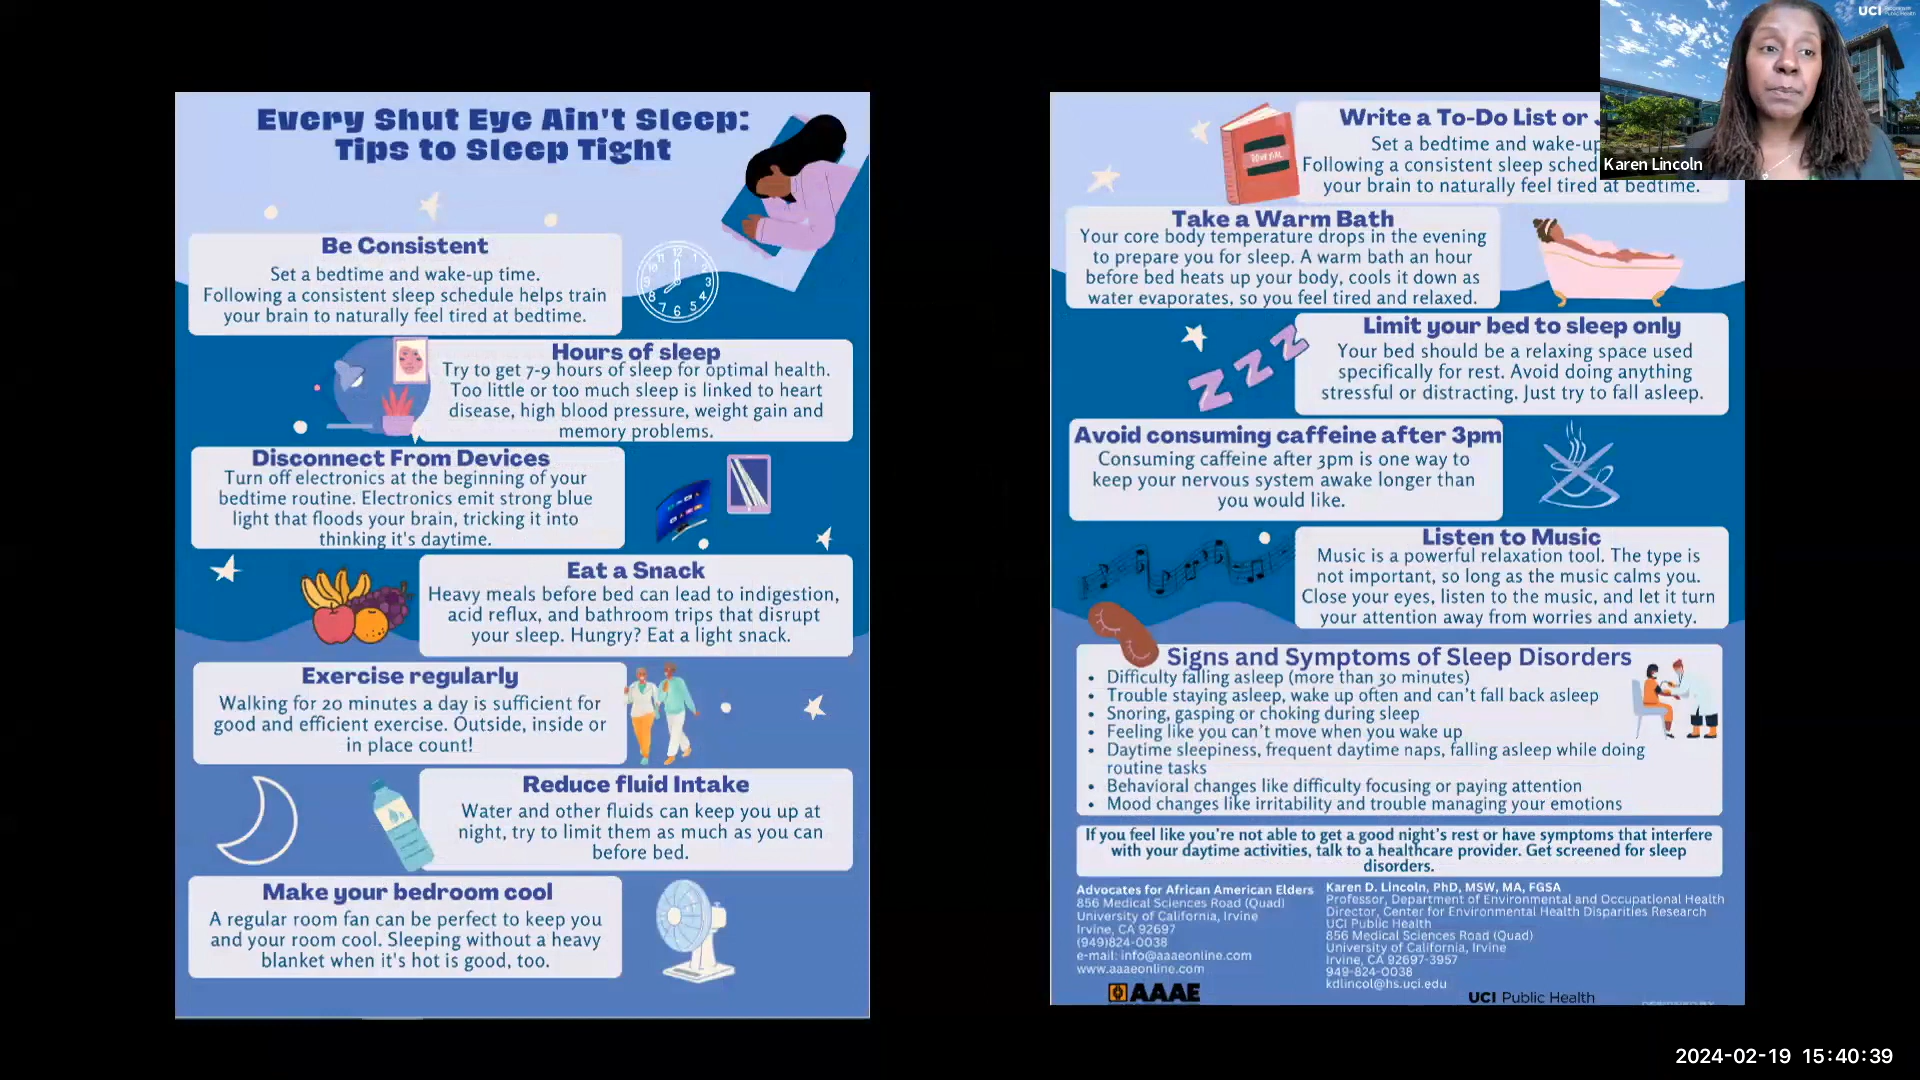 Every Shut Eye Ain't Sleep:
Tips to Sleep Tight
Be Consistent
Set a bedtime and wake-up time.
Following a consistent sleep schedule helps train
your brain to naturally feel tired at bedtime.
Hours of sleep
Try to get 7-9 hours of sleep for optimal health.
Too little or too much sleep is linked to heart
disease, high blood pressure, weight gain and
memory problems.
Disconnect From Devices
Turn off electronics at the beginning of your
bedtime routine. Electronics emit strong blue
light that floods your brain, tricking it into
thinking it's daytime.
Eat a Snack
Heavy meals before bed can lead to indigestion,
acid reflux, and bathroom trips that disrupt
your sleep. Hungry? Eat a light snack.
Exercise regularly
Walking for 20 minutes a day is sufficient for
good and efficient exercise. Outside, inside or
in place count!
Reduce fluid Intake
Water and other fluids can keep you up at
night, try to limit them as much as you can
before bed.
Make your bedroom cool
A regular room fan can be perfect to keep you
and your room cool. Sleeping without a heavy
blanket when it's hot is good, too.
Write a To-Do List or
Set a bedtime and wake-up
Following a consistent sleep sched
your brain to naturally feel tired at bedtime.
Take a Warm Bath
Your core body temperature drops in the evening
to prepare you for sleep. A warm bath an hour
before bed heats up your body, cools it down as
water evaporates, so you feel tired and relaxed.
Limit your bed to sleep only
Your bed should be a relaxing space used
specifically for rest. Avoid doing anything
stressful or distracting. Just try to fall asleep.
Avoid consuming caffeine after 3pm
Consuming caffeine after 3pm is one way to
keep your nervous system awake longer than
you would like.
Listen to Music
Music is a powerful relaxation tool. The type is
not important, so long as the music calms you.
Close your eyes, listen to the music, and let it turn
your attention away from worries and anxiety.
Signs and Symptoms of Sleep Disorders
• Difficulty falling asleep (more than 30 minutes)
• Trouble staying asleep, wake up often and can't fall back asleep
• Snoring, gasping or choking during sleep
• Feeling like you can't move when you wake up
• Daytime sleepiness, frequent daytime naps, falling asleep while doing
routine tasks
• Behavioral changes like difficulty focusing or paying attention
• Mood changes like irritability and trouble managing your emotions
If you feel like you're not able to get a good night's rest or have symptoms that interfere
with your daytime activities, talk to a healthcare provider. Get screened for sleep
disorders.
Advocates for African American Elders
856 Medical Sciences Road (Quad)
University of California, Irvine
Irvine, CA 92697
(949)824-0038
e-mail: info@aaaeonline.com
www.aaaeonline.com
AAAE
Karen D. Lincoln, PhD, MSW, MA, FGSA
Professor, Department of Environmental and Occupational Health
Director, Center for Environmental Health Disparities Research
UCI Public Health
856 Medical Sciences Road (Quad)
University of California, Irvine
Irvine, CA 92697-3957
949-824-0038
kdlincol@hs.uci.edu
UCI Public Health
UCI
Karen Lincoln
2024-02-19 15:40:39